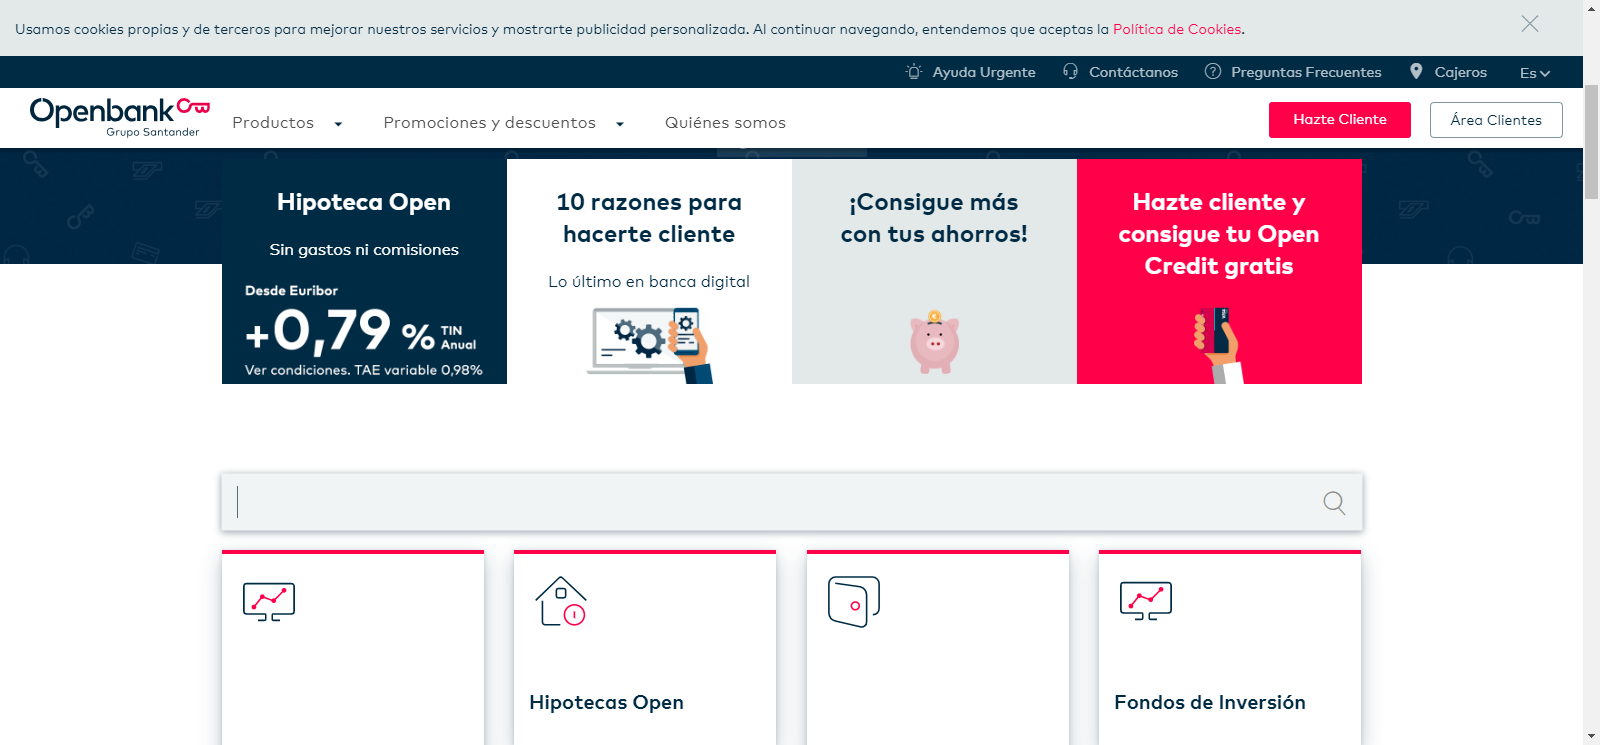 Usamos cookies propias y de terceros para mejorar nuestros servicios y mostrarte publicidad personalizada. Al continuar navegando, entendemos que aceptas la Política de Cookies.
Ayuda Urgente
Contáctanos
Preguntas Frecuentes
Cajeros
Es
Openbank
Grupo Santander
Productos
Promociones y descuentos
Quiénes somos
Hazte Cliente
Área Clientes
Hipoteca Open
Sin gastos ni comisiones
Desde Euribor
+0,79 % TIN Anual
Ver condiciones. TAE variable 0,98%
10 razones para
hacerte cliente
Lo último en banca digital
¡Consigue más
con tus ahorros!
Hazte cliente y
consigue tu Open
Credit gratis
Hipotecas Open
Fondos de Inversión